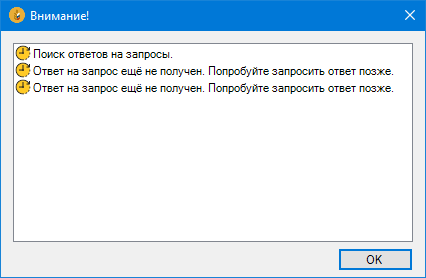 Внимание!
Поиск ответов на запросы.
Ответ на запрос ещё не получен. Попробуйте запросить ответ позже.
Ответ на запрос ещё не получен. Попробуйте запросить ответ позже.
OK